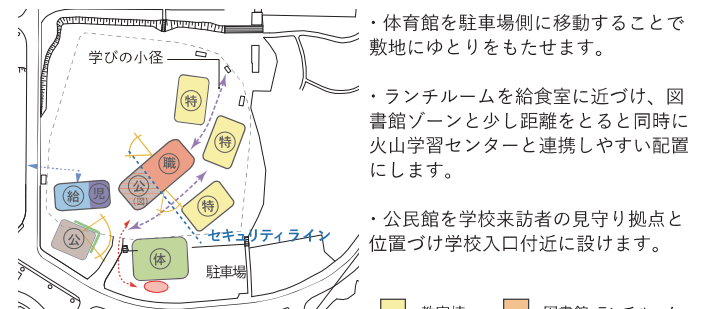 ・体育館を駐車場側に移動することで
敷地にゆとりをもたせます。
・ランチルームを給食室に近づけ、図
書館ゾーンと少し距離をとると同時に
火山学習センターと連携しやすい配置
にします。
・公民館を学校来訪者の見守り拠点と
位置づけ学校入口付近に設けます。
学びの小径
特
特
職
公
(図)
特
給
児
公
セキュリティライン
体
駐車場